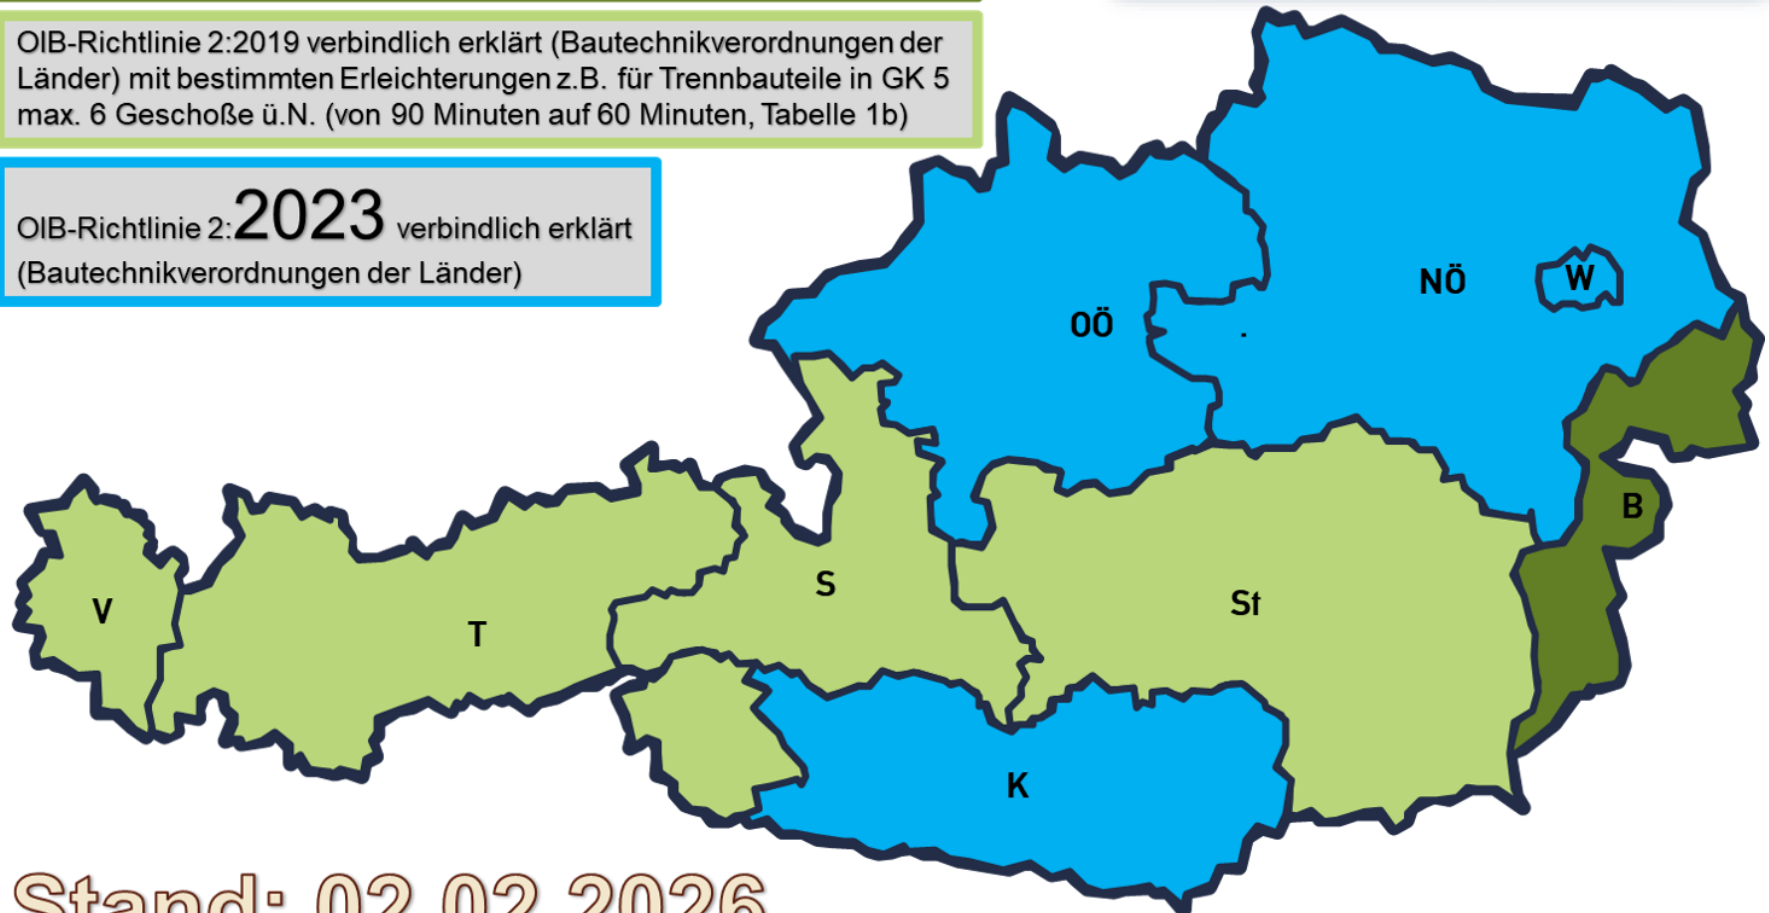 OIB-Richtlinie 2:2019 verbindlich erklärt (Bautechnikverordnungen der
Länder) mit bestimmten Erleichterungen z.B. für Trennbauteile in GK 5
max. 6 Geschoße ü.N. (von 90 Minuten auf 60 Minuten, Tabelle 1b)
OIB-Richtlinie 2:2023 verbindlich erklärt
(Bautechnikverordnungen der Länder)
NÖ
W
OÖ
B
S
St
V
T
K
Stand: 02.02.2026